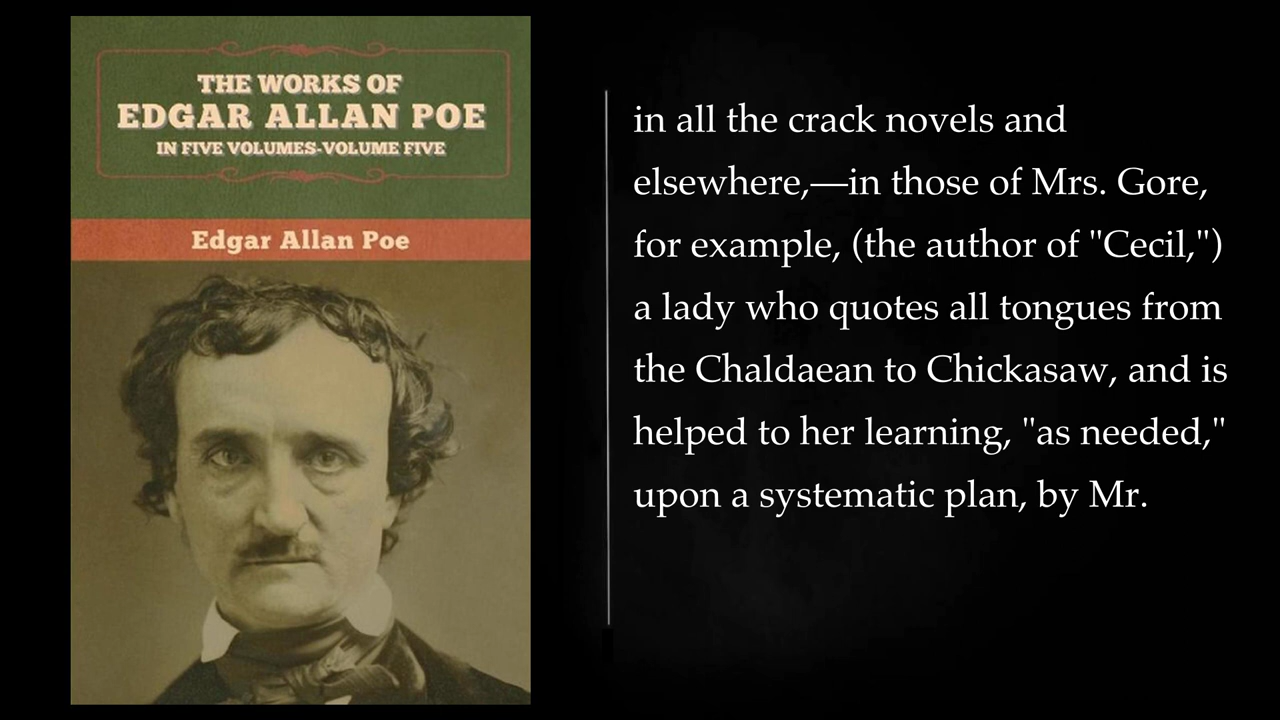 THE WORKS OF
EDGAR ALLAN POE
IN FIVE VOLUMES-VOLUME FIVE
Edgar Allan Poe
in all the crack novels and
elsewhere,—in those of Mrs. Gore,
for example, (the author of "Cecil,")
a lady who quotes all tongues from
the Chaldaean to Chickasaw, and is
helped to her learning, "as needed,"
upon a systematic plan, by Mr.